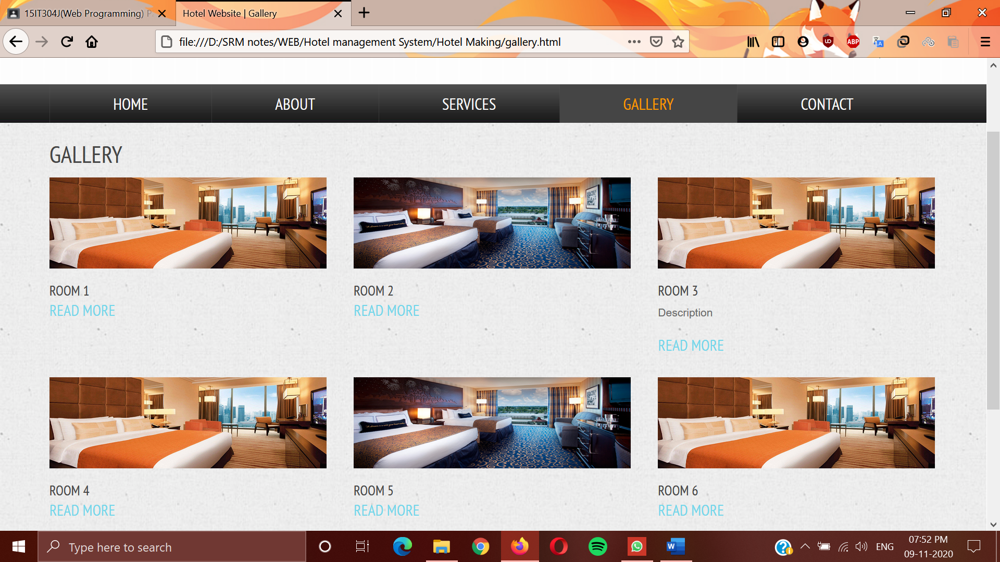 15IT304J(Web Programming) P
Hotel Website | Gallery
file:///D:/SRM notes/WEB/Hotel management System/Hotel Making/gallery.html
ABP
HOME
ABOUT
SERVICES
GALLERY
CONTACT
GALLERY
ROOM 1
READ MORE
ROOM 2
READ MORE
ROOM 3
Description
READ MORE
ROOM 4
READ MORE
ROOM 5
READ MORE
ROOM 6
READ MORE
Type here to search
ENG
07:52 PM
09-11-2020